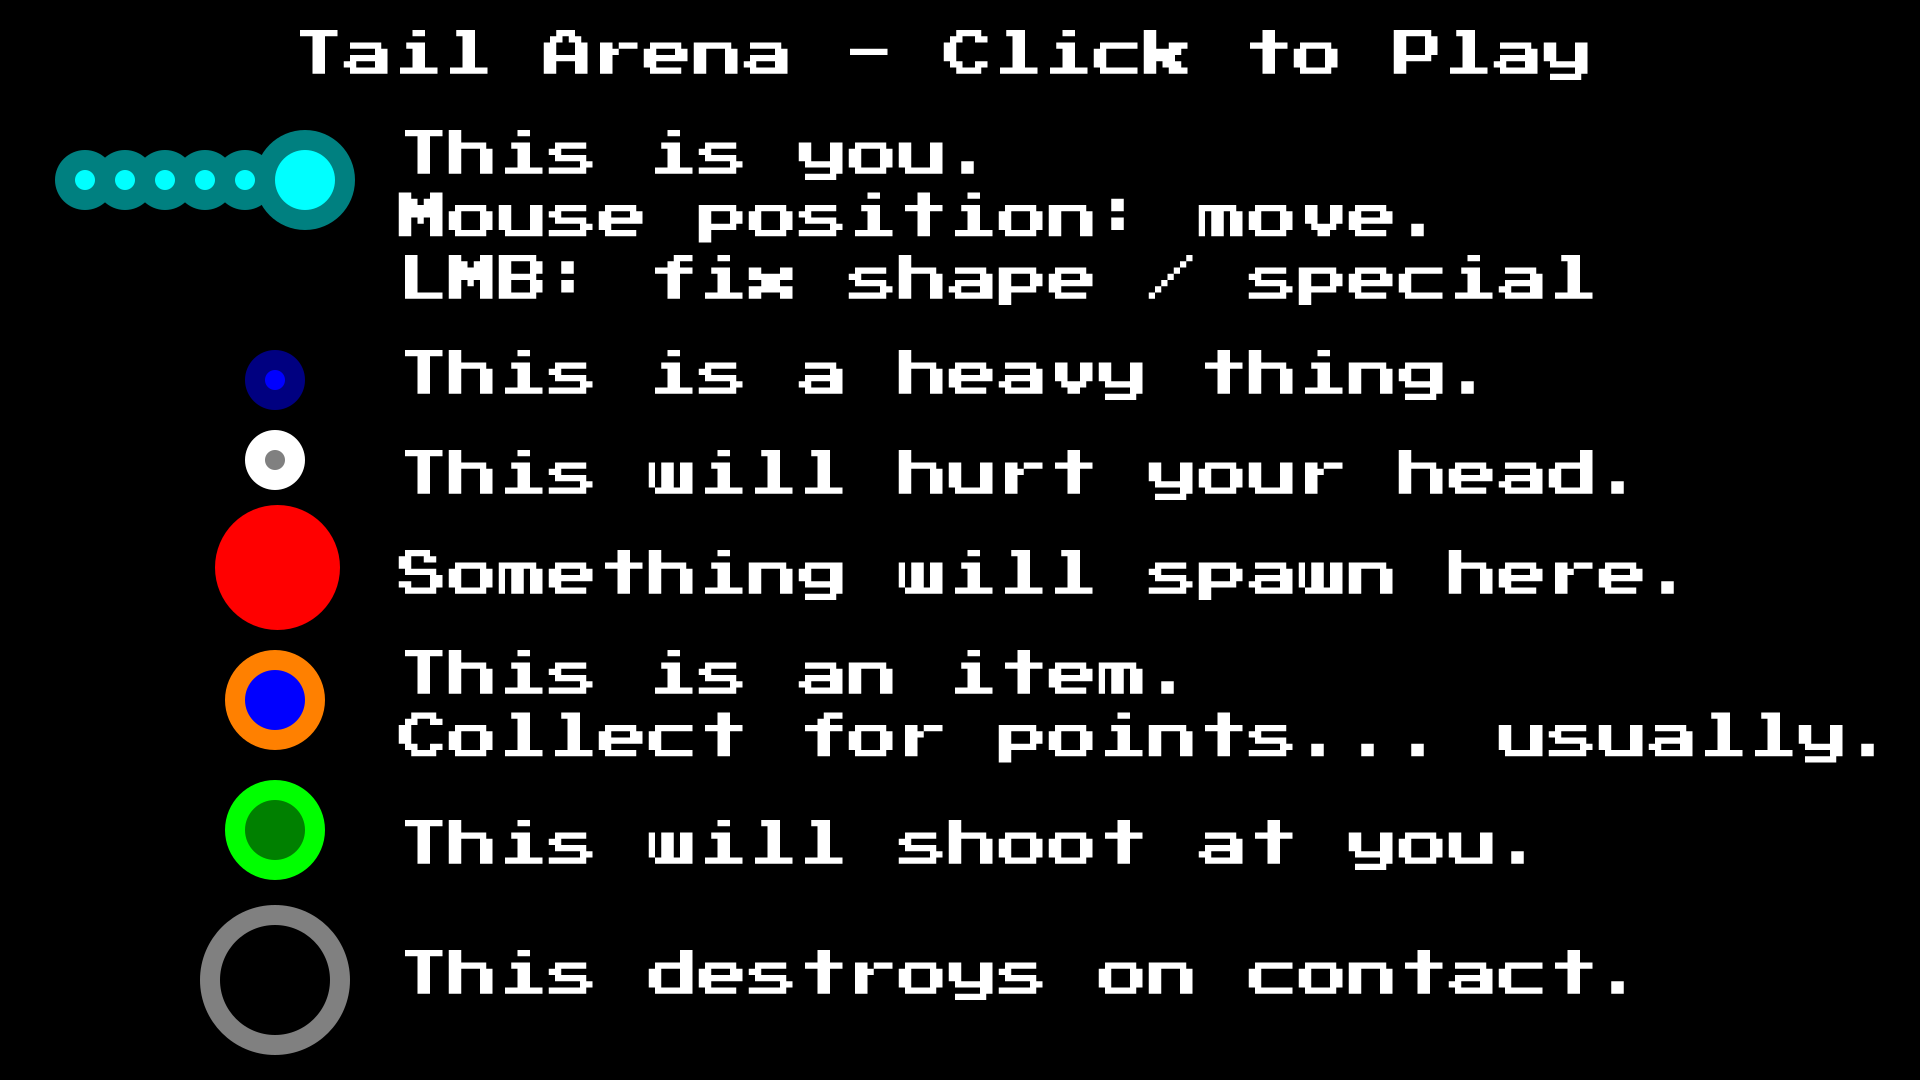 Tail Arena - Click to Play
This is you.
Mouse position: move.
LMB: fix shape / special
This is a heavy thing.
This will hurt your head.
Something will spawn here.
This is an item.
Collect for points... usually.
This will shoot at you.
This destroys on contact.